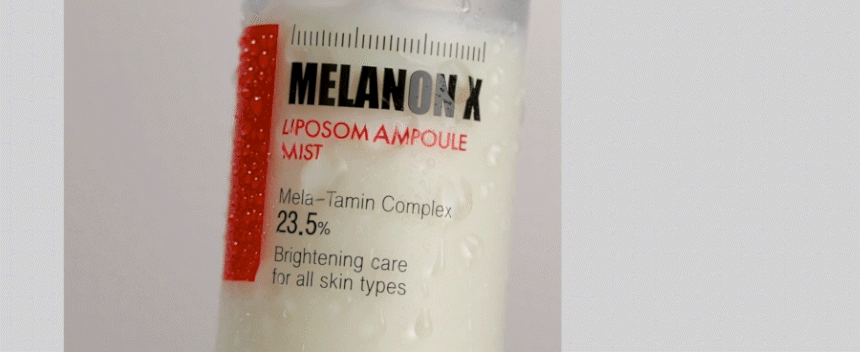 MELANON X
LIPOSOM AMPOULE
MIST
Mela-Tamin Complex
23.5%
Brightening care
for all skin types